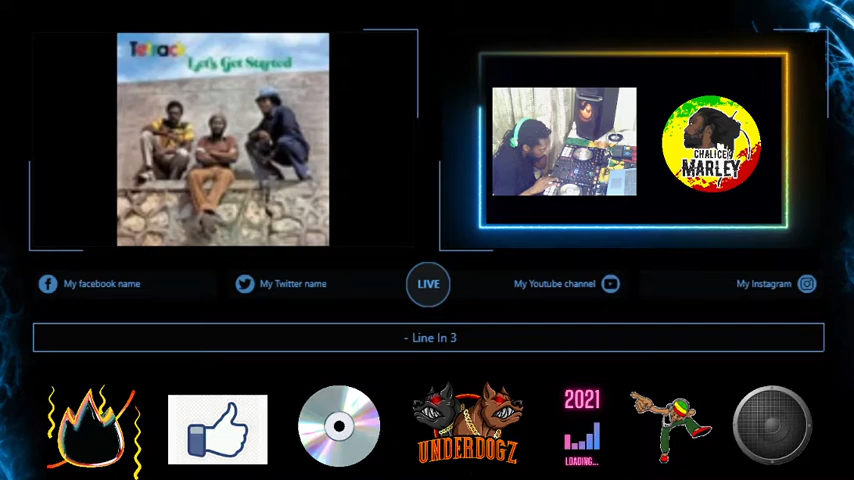 Tetrack
Let's Get Started
CHALICE
MARLEY
My facebook name
My Twitter name
LIVE
My Youtube channel
My Instagram
- Line In 3
UNDERDOGZ
2021
LOADING...